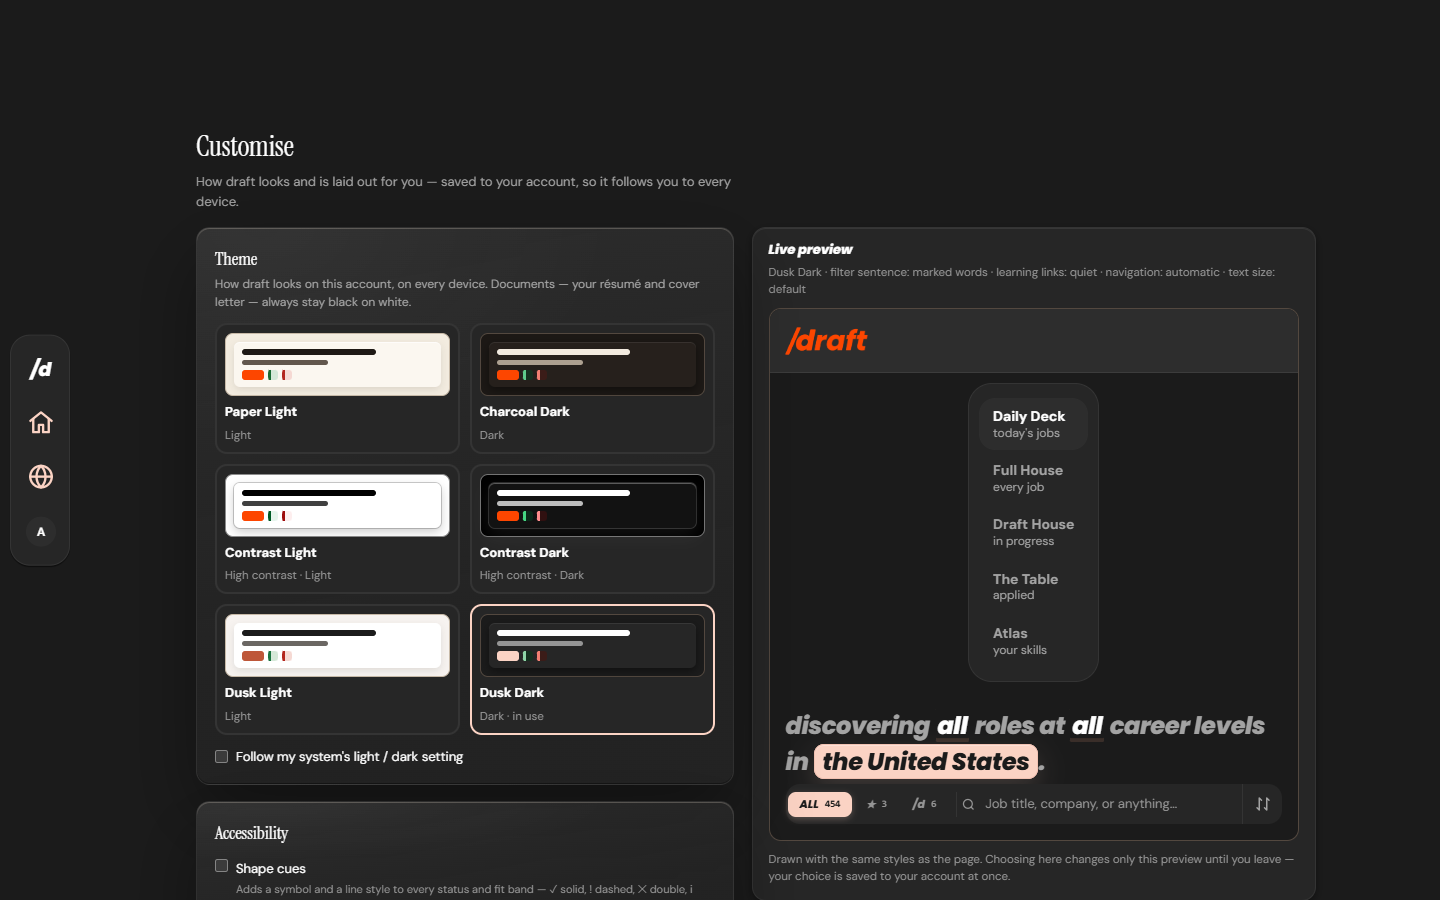 Customise
How draft looks and is laid out for you — saved to your account, so it follows you to every
device.
/d
A
Theme
How draft looks on this account, on every device. Documents — your résumé and cover
letter — always stay black on white.
Paper Light
Light
Charcoal Dark
Dark
Contrast Light
High contrast · Light
Contrast Dark
High contrast · Dark
Dusk Light
Light
Dusk Dark
Dark · in use
Follow my system's light / dark setting
Accessibility
Shape cues
Adds a symbol and a line style to every status and fit band — ✓ solid, ! dashed, ✕ double, i
Live preview
Dusk Dark · filter sentence: marked words · learning links: quiet · navigation: automatic · text size:
default
/draft
Daily Deck
today's jobs
Full House
every job
Draft House
in progress
The Table
applied
Atlas
your skills
discovering all roles at all career levels
in the United States .
ALL 454 ★ 3 /d 6 Job title, company, or anything...
Drawn with the same styles as the page. Choosing here changes only this preview until you leave —
your choice is saved to your account at once.